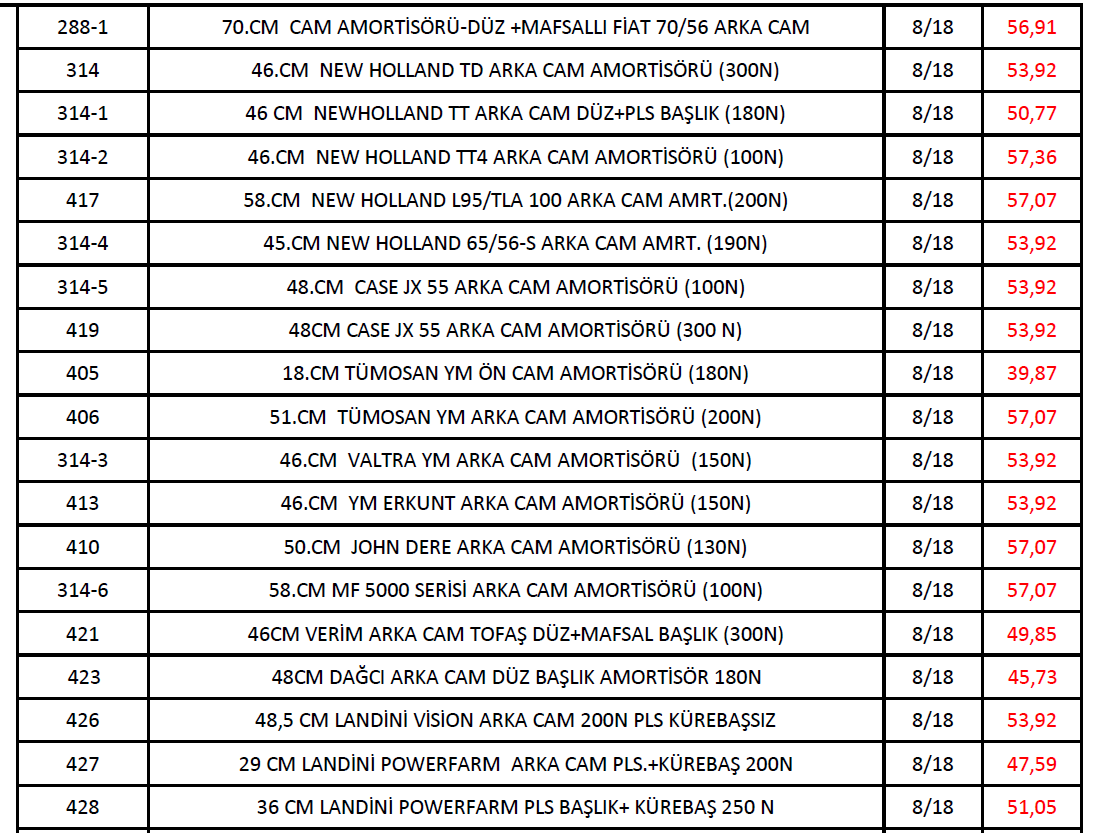 288-1 70.CM CAM AMORTİSÖRÜ-DÜZ +MAFSALLI FİAT 70/56 ARKA CAM 8/18 56,91
314 46.CM NEW HOLLAND TD ARKA CAM AMORTİSÖRÜ (300N) 8/18 53,92
314-1 46 CM NEWHOLLAND TT ARKA CAM DÜZ+PLS BAŞLIK (180N) 8/18 50,77
314-2 46.CM NEW HOLLAND TT4 ARKA CAM AMORTİSÖRÜ (100N) 8/18 57,36
417 58.CM NEW HOLLAND L95/TLA 100 ARKA CAM AMRT.(200N) 8/18 57,07
314-4 45.CM NEW HOLLAND 65/56-S ARKA CAM AMRT. (190N) 8/18 53,92
314-5 48.CM CASE JX 55 ARKA CAM AMORTİSÖRÜ (100N) 8/18 53,92
419 48CM CASE JX 55 ARKA CAM AMORTİSÖRÜ (300 N) 8/18 53,92
405 18.CM TÜMOSAN YM ÖN CAM AMORTİSÖRÜ (180N) 8/18 39,87
406 51.CM TÜMOSAN YM ARKA CAM AMORTİSÖRÜ (200N) 8/18 57,07
314-3 46.CM VALTRA YM ARKA CAM AMORTİSÖRÜ (150N) 8/18 53,92
413 46.CM YM ERKUNT ARKA CAM AMORTİSÖRÜ (150N) 8/18 53,92
410 50.CM JOHN DERE ARKA CAM AMORTİSÖRÜ (130N) 8/18 57,07
314-6 58.CM MF 5000 SERİSİ ARKA CAM AMORTİSÖRÜ (100N) 8/18 57,07
421 46CM VERİM ARKA CAM TOFAŞ DÜZ+MAFSAL BAŞLIK (300N) 8/18 49,85
423 48CM DAĞCI ARKA CAM DÜZ BAŞLIK AMORTİSÖR 180N 8/18 45,73
426 48,5 CM LANDİNİ VİSION ARKA CAM 200N PLS KÜREBAŞSIZ 8/18 53,92
427 29 CM LANDİNİ POWERFARM ARKA CAM PLS.+KÜREBAŞ 200N 8/18 47,59
428 36 CM LANDİNİ POWERFARM PLS BAŞLIK+ KÜREBAŞ 250 N 8/18 51,05